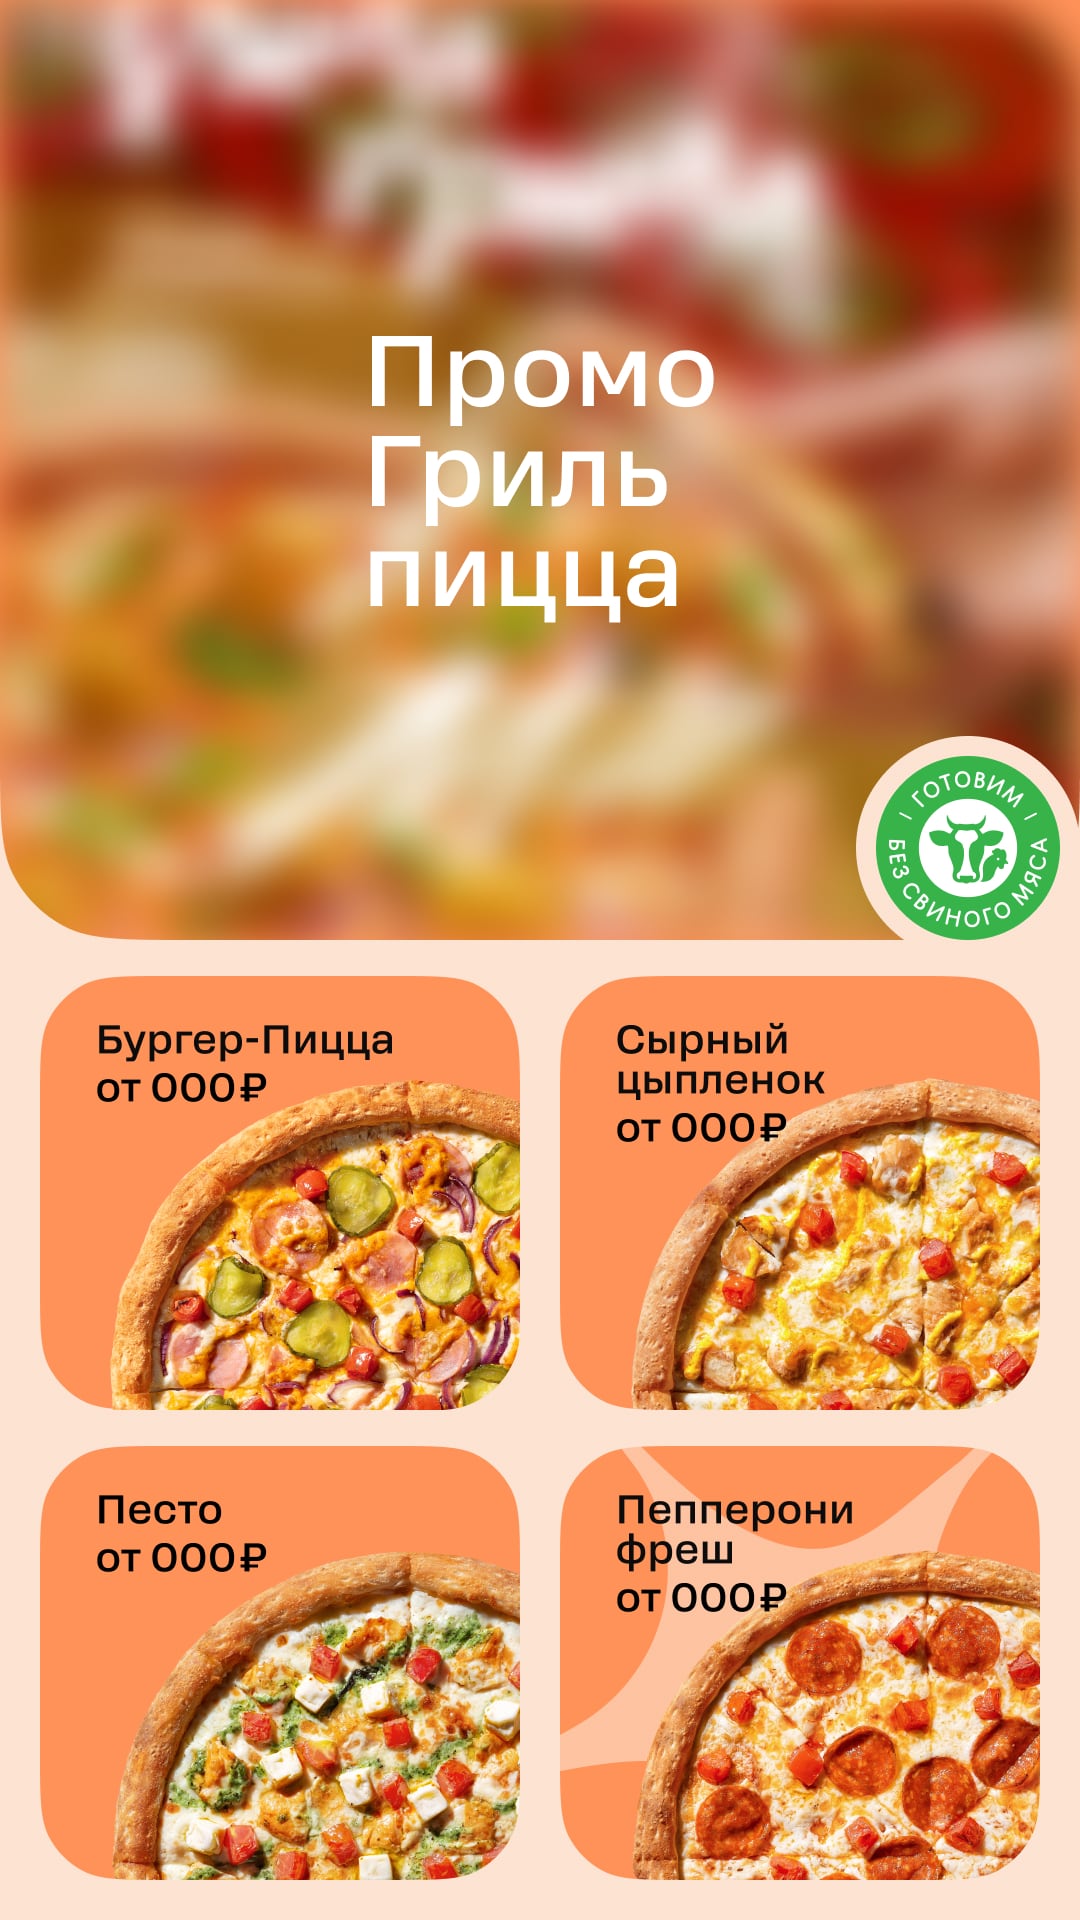 Промо
Гриль
пицца
ГОТОВИМ
БЕЗ СВИНОГО МЯСА
Бургер-Пицца
от 000₽
Сырный
цыпленок
от 000₽
Песто
от 000₽
Пепперони
фреш
от 000₽